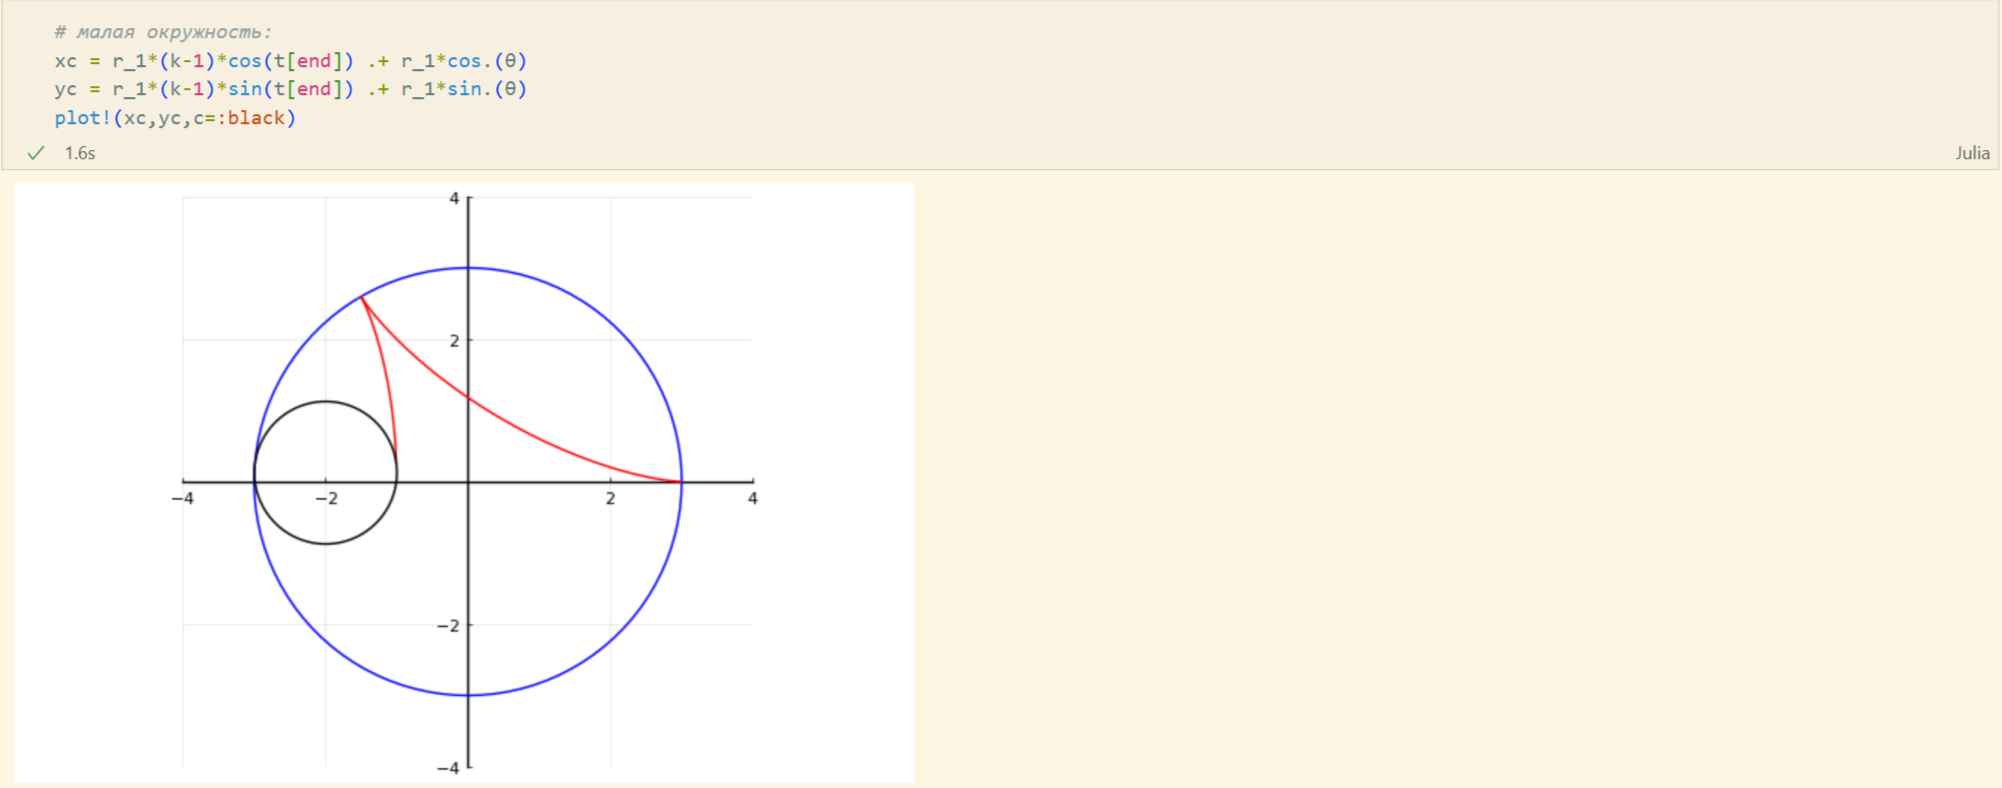 # малая окружность:
xc = r_1*(k-1)*cos(t[end]) .+ r_1*cos.(θ)
yc = r_1*(k-1)*sin(t[end]) .+ r_1*sin.(θ)
plot!(xc,yc,c=:black)
✓ 1.6s
Julia
4
2
−4 −2 2 4
−2
−4